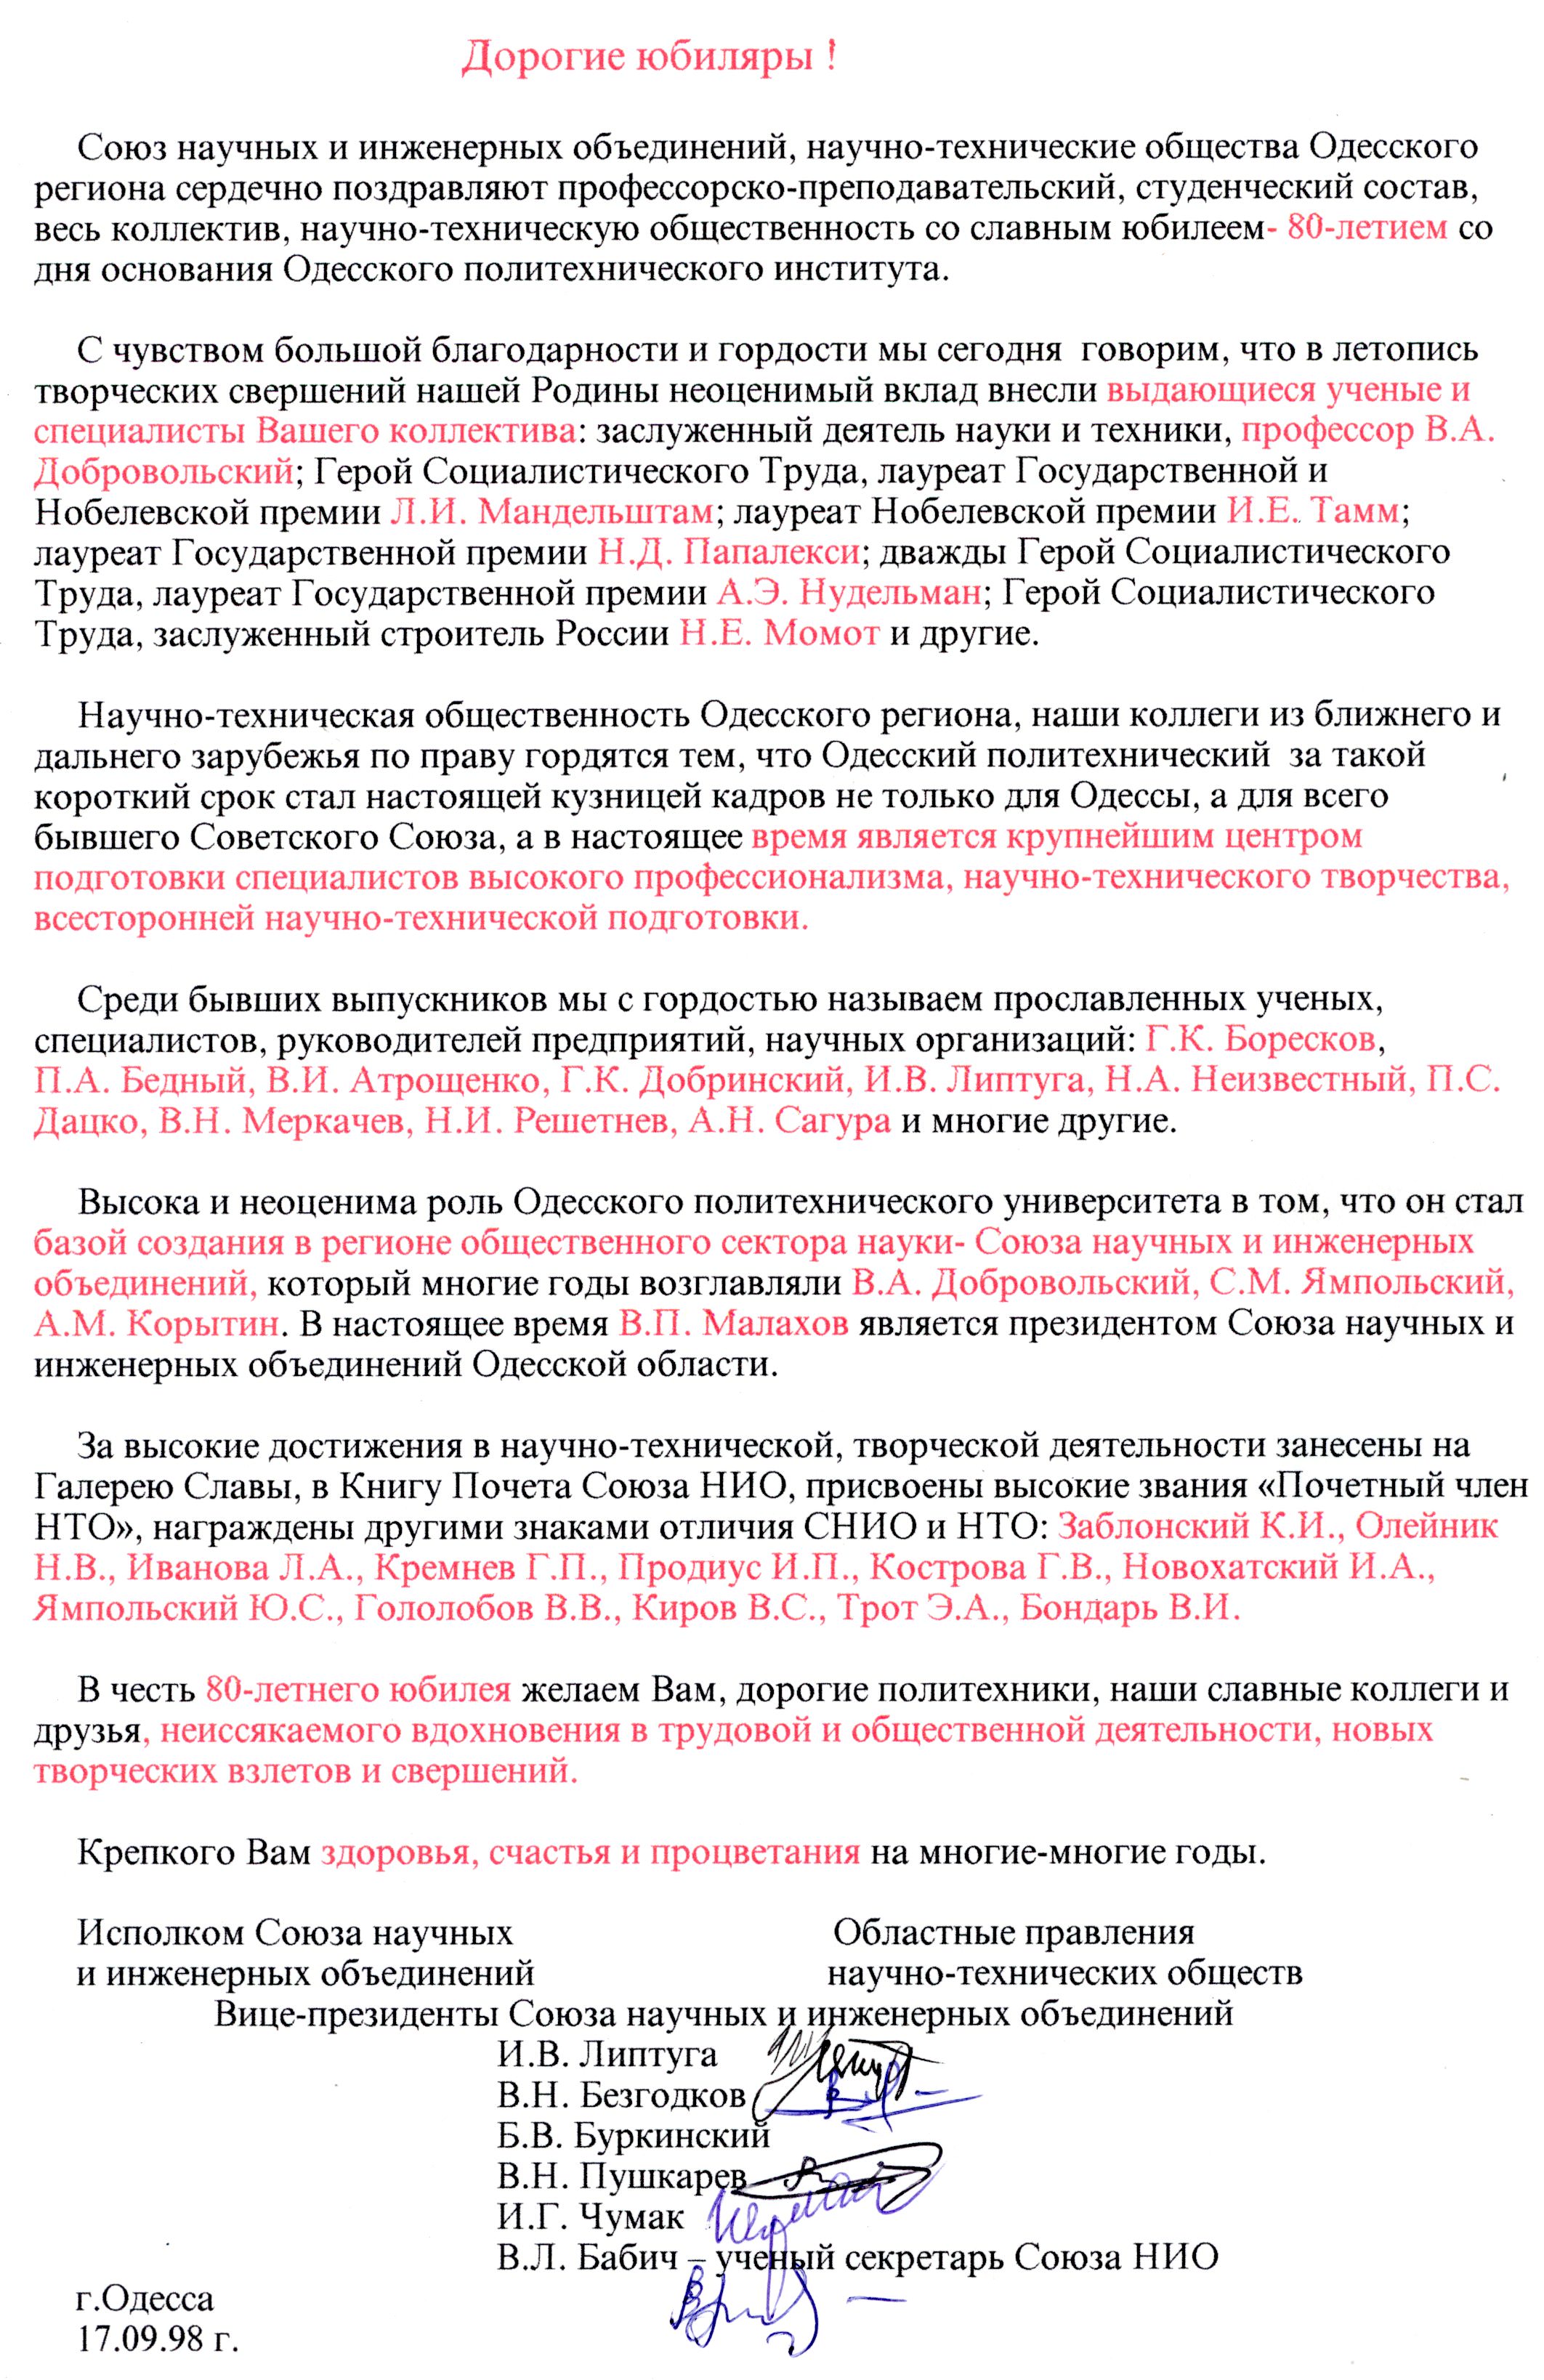 Дорогие юбиляры !
Союз научных и инженерных объединений, научно-технические общества Одесского
региона сердечно поздравляют профессорско-преподавательский, студенческий состав,
весь коллектив, научно-техническую общественность со славным юбилеем- 80-летием со
дня основания Одесского политехнического института.
С чувством большой благодарности и гордости мы сегодня говорим, что в летопись
творческих свершений нашей Родины неоценимый вклад внесли выдающиеся ученые и
специалисты Вашего коллектива: заслуженный деятель науки и техники, профессор В.А.
Добровольский; Герой Социалистического Труда, лауреат Государственной и
Нобелевской премии Л.И. Мандельштам; лауреат Нобелевской премии И.Е. Тамм;
лауреат Государственной премии Н.Д. Папалекси; дважды Герой Социалистического
Труда, лауреат Государственной премии А.Э. Нудельман; Герой Социалистического
Труда, заслуженный строитель России Н.Е. Момот и другие.
Научно-техническая общественность Одесского региона, наши коллеги из ближнего и
дальнего зарубежья по праву гордятся тем, что Одесский политехнический за такой
короткий срок стал настоящей кузницей кадров не только для Одессы, а для всего
бывшего Советского Союза, а в настоящее время является крупнейшим центром
подготовки специалистов высокого профессионализма, научно-технического творчества,
всесторонней научно-технической подготовки.
Среди бывших выпускников мы с гордостью называем прославленных ученых,
специалистов, руководителей предприятий, научных организаций: Г.К. Боресков,
П.А. Бедный, В.И. Атрощенко, Г.К. Добринский, И.В. Липтуга, Н.А. Неизвестный, П.С.
Дацко, В.Н. Меркачев, Н.И. Решетнев, А.Н. Сагура и многие другие.
Высока и неоценима роль Одесского политехнического университета в том, что он стал
базой создания в регионе общественного сектора науки- Союза научных и инженерных
объединений, который многие годы возглавляли В.А. Добровольский, С.М. Ямпольский,
А.М. Корытин. В настоящее время В.П. Малахов является президентом Союза научных и
инженерных объединений Одесской области.
За высокие достижения в научно-технической, творческой деятельности занесены на
Галерею Славы, в Книгу Почета Союза НИО, присвоены высокие звания «Почетный член
НТО», награждены другими знаками отличия СНИО и НТО: Заблонский К.И., Олейник
Н.В., Иванова Л.А., Кремнев Г.П., Продиус И.П., Кострова Г.В., Новохатский И.А.,
Ямпольский Ю.С., Гололобов В.В., Киров В.С., Трот Э.А., Бондарь В.И.
В честь 80-летнего юбилея желаем Вам, дорогие политехники, наши славные коллеги и
друзья, неиссякаемого вдохновения в трудовой и общественной деятельности, новых
творческих взлетов и свершений.
Крепкого Вам здоровья, счастья и процветания на многие-многие годы.
Исполком Союза научных Областные правления
и инженерных объединений научно-технических обществ
Вице-президенты Союза научных и инженерных объединений
И.В. Липтуга
В.Н. Безгодков
Б.В. Буркинский
В.Н. Пушкарев
И.Г. Чумак
В.Л. Бабич – ученый секретарь Союза НИО
г.Одесса
17.09.98 г.